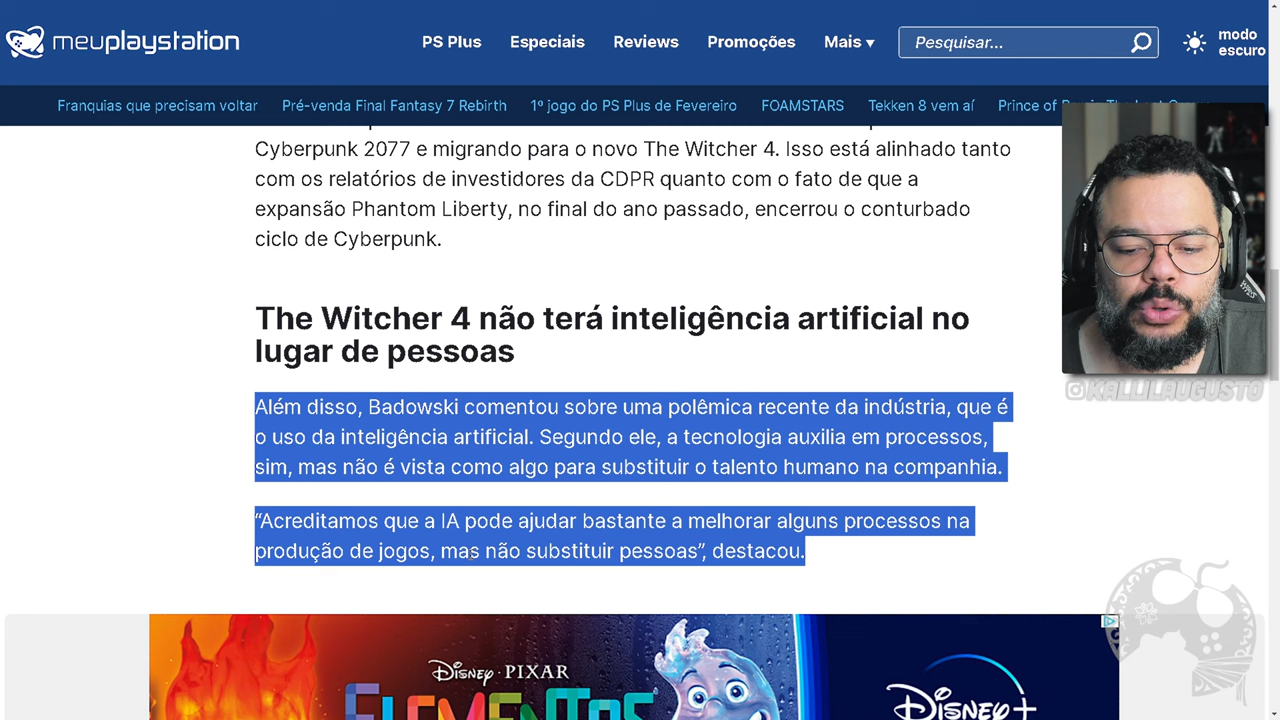 meuplaystation
PS Plus
Especiais
Reviews
Promoções
Mais
Pesquisar...
modo
escuro
Franquias que precisam voltar
Pré-venda Final Fantasy 7 Rebirth
1º jogo do PS Plus de Fevereiro
FOAMSTARS
Tekken 8 vem aí
Prince of
Cyberpunk 2077 e migrando para o novo The Witcher 4. Isso está alinhado tanto
com os relatórios de investidores da CDPR quanto com o fato de que a
expansão Phantom Liberty, no final do ano passado, encerrou o conturbado
ciclo de Cyberpunk.
The Witcher 4 não terá inteligência artificial no
lugar de pessoas
Além disso, Badowski comentou sobre uma polêmica recente da indústria, que é
o uso da inteligência artificial. Segundo ele, a tecnologia auxilia em processos,
sim, mas não é vista como algo para substituir o talento humano na companhia.
“Acreditamos que a IA pode ajudar bastante a melhorar alguns processos na
produção de jogos, mas não substituir pessoas”, destacou.
@KALLILAUGUSTO
Disney · PIXAR
ELEMENTOS
Disney+